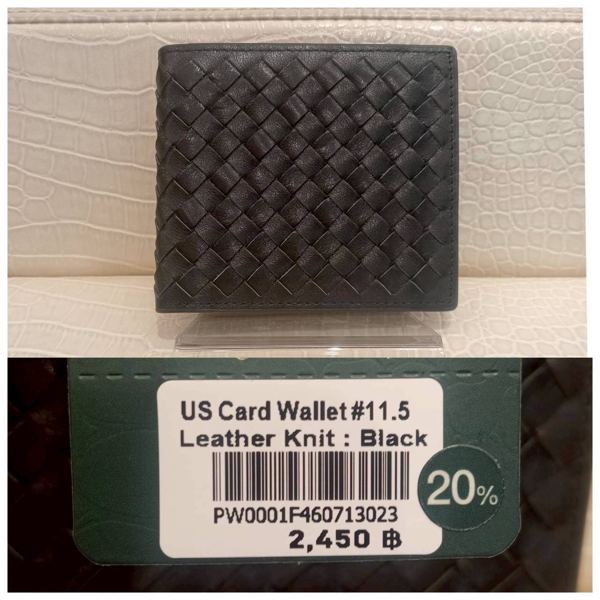 US Card Wallet#11.5
Leather Knit : Black
20%
PW0001F460713023
2,450 ฿